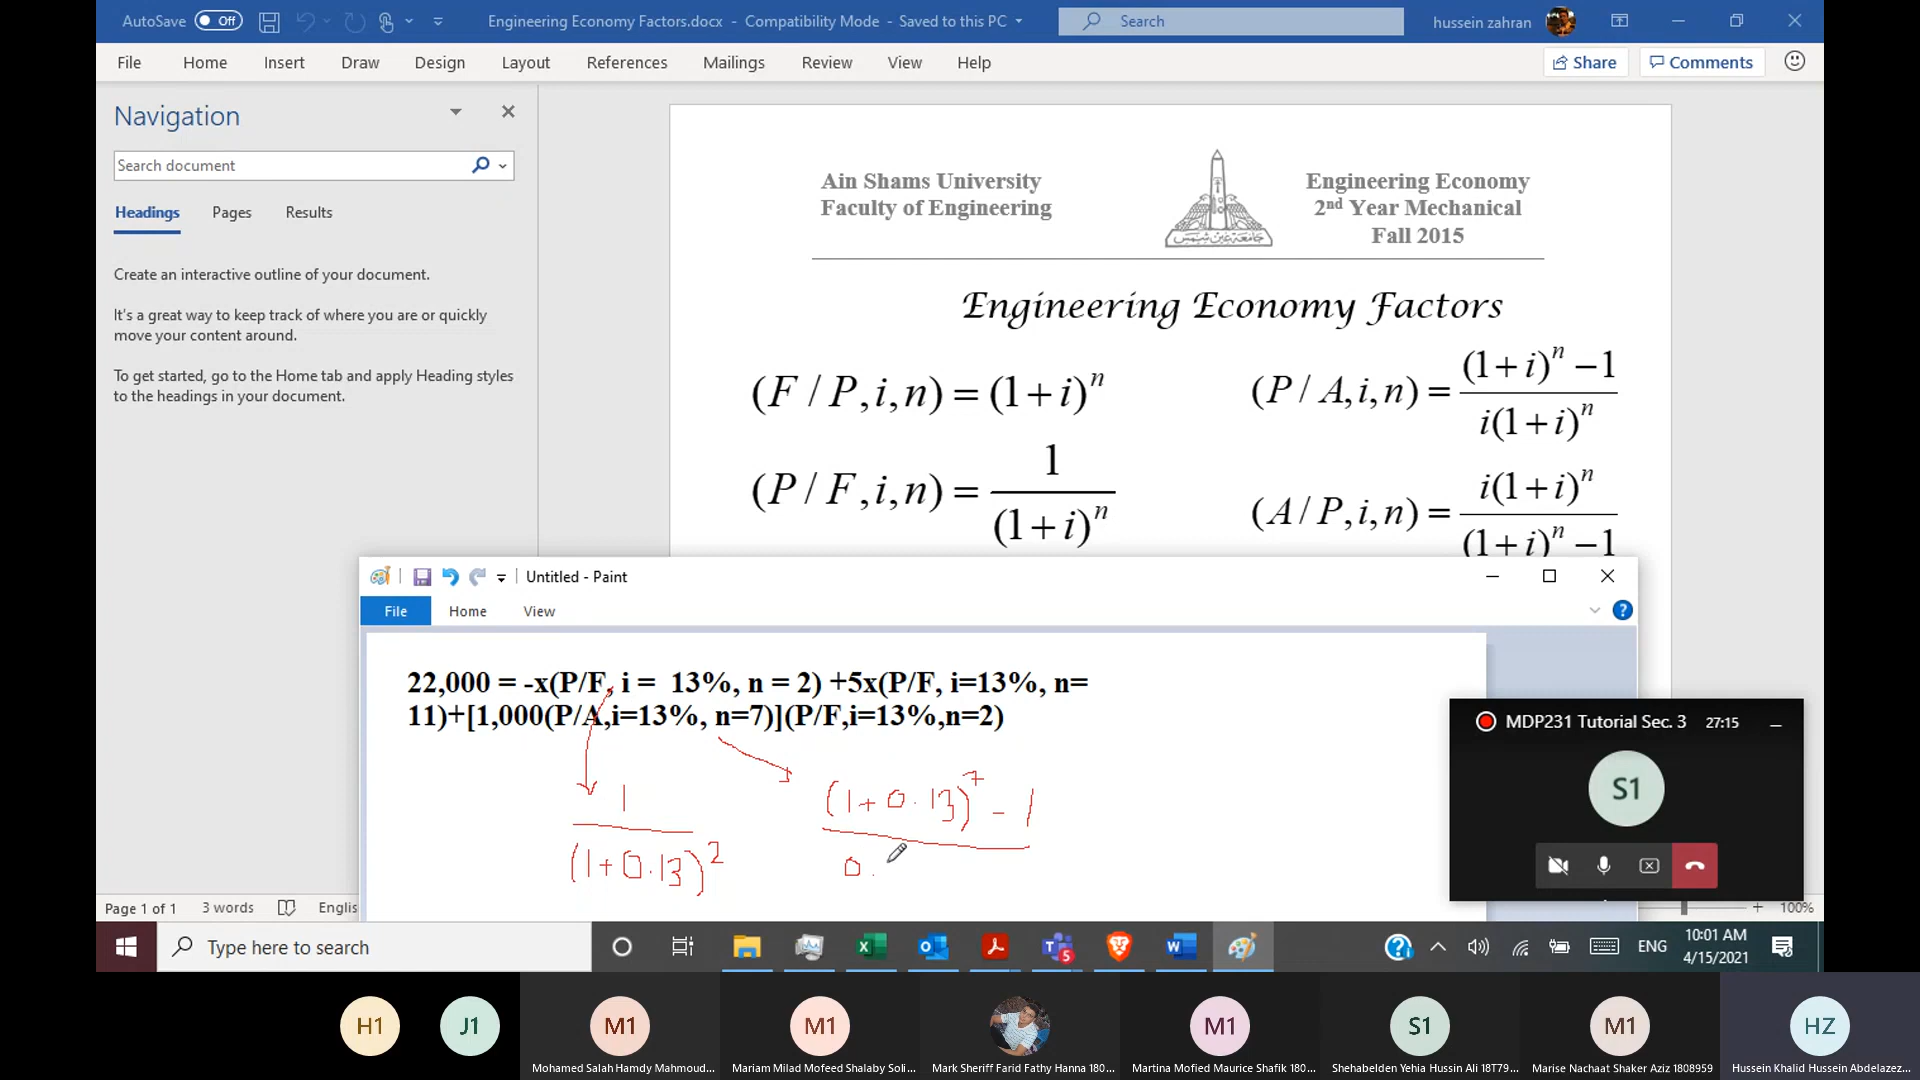 AutoSave Off Engineering Economy Factors.docx - Compatibility Mode - Saved to this PC Search hussein zahran
File Home Insert Draw Design Layout References Mailings Review View Help Share Comments
Navigation
Search document
Headings Pages Results
Create an interactive outline of your document.
It's a great way to keep track of where you are or quickly
move your content around.
To get started, go to the Home tab and apply Heading styles
to the headings in your document.
Ain Shams University
Faculty of Engineering
جامعة عين شمس
Engineering Economy
2nd Year Mechanical
Fall 2015
Engineering Economy Factors
(F / P, i, n) = (1 + i)^n
(P / A, i, n) = ((1 + i)^n − 1) / (i(1 + i)^n)
(P / F, i, n) = 1 / (1 + i)^n
(A / P, i, n) = (i(1 + i)^n) / ((1 + i)^n − 1)
Untitled - Paint
File Home View
22,000 = -x(P/F, i = 13%, n = 2) +5x(P/F, i=13%, n=
11)+[1,000(P/A,i=13%, n=7)](P/F,i=13%,n=2)
1
(1+0.13)^2
(1+0.13)^7 - 1
0.
MDP231 Tutorial Sec. 3 27:15
S1
Page 1 of 1 3 words Englis 100%
Type here to search
5
ENG
10:01 AM
4/15/2021
H1 J1 M1 M1 M1 S1 M1 HZ
Mohamed Salah Hamdy Mahmoud... Mariam Milad Mofeed Shalaby Soli... Mark Sheriff Farid Fathy Hanna 180... Martina Mofied Maurice Shafik 180... Shehabelden Yehia Hussin Ali 18T79... Marise Nachaat Shaker Aziz 1808959 Hussein Khalid Hussein Abdelazez...